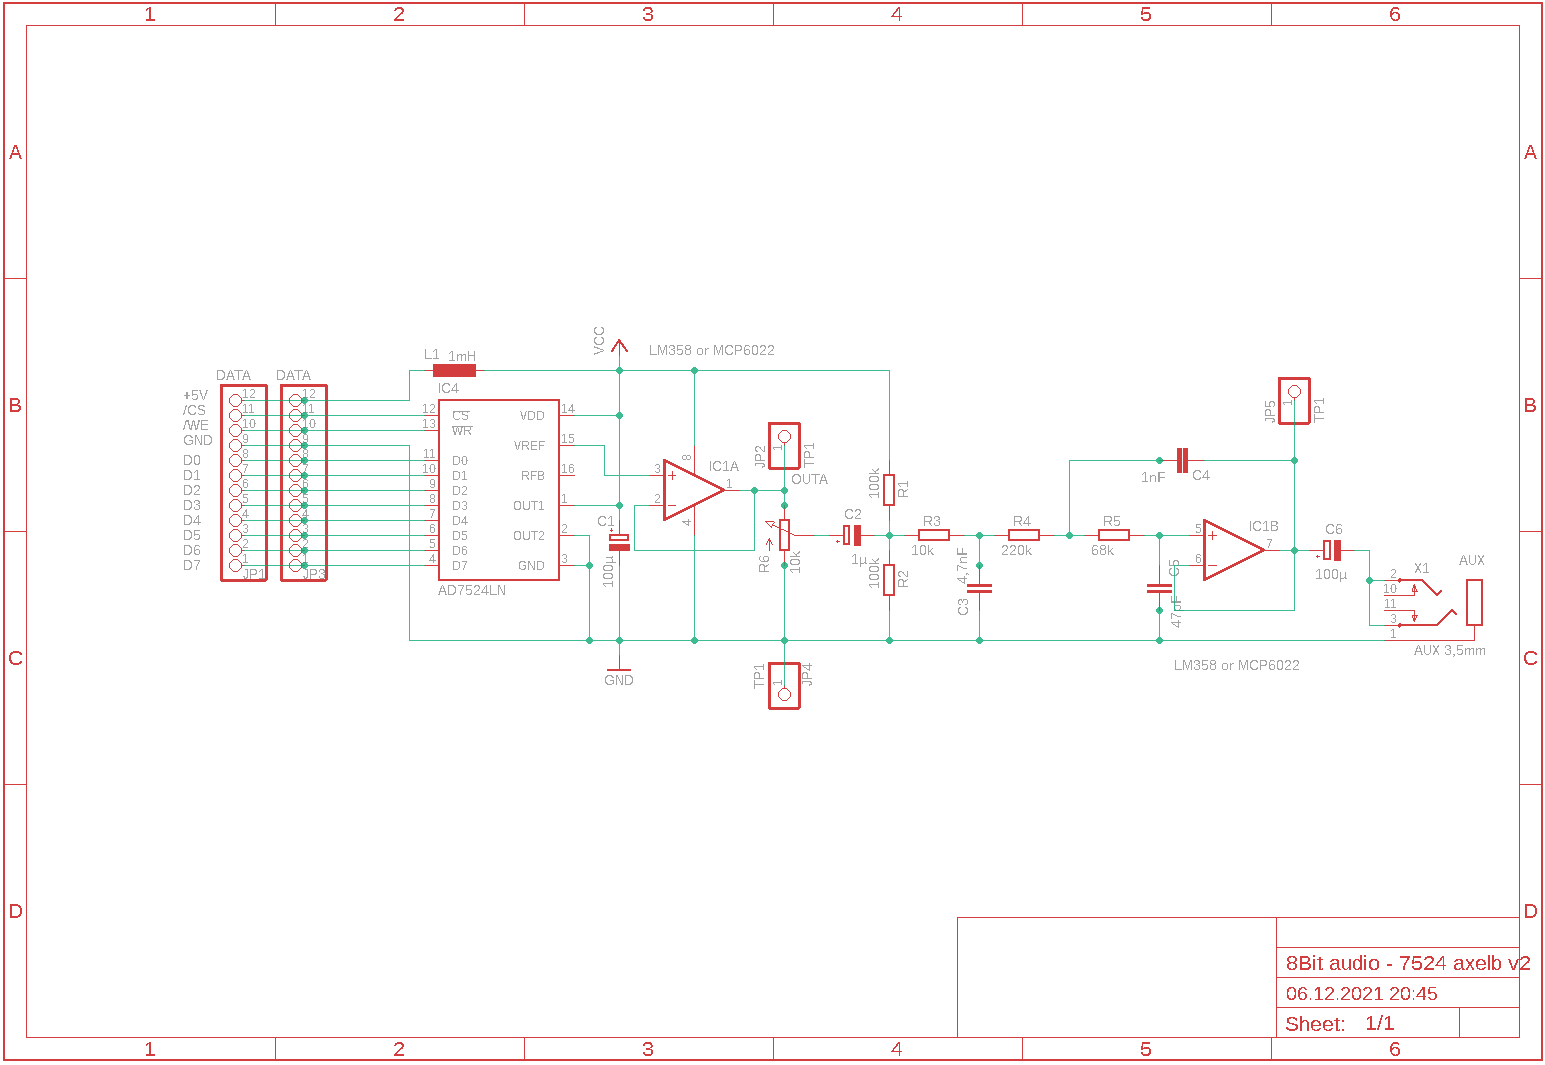 1 2 3 4 5 6
A A
B B
C C
D D
VCC
LM358 or MCP6022
L1 1mH
DATA DATA
IC4
+5V 12 12
/CS 11 11
/WE 10 10
GND 9 9
D0 8 8
D1 7 7
D2 6 6
D3 5 5
D4 4 4
D5 3 3
D6 2 2
D7 1 1
JP1 JP3
12 CS VDD 14
13 WR
VREF 15
11 D0
10 D1 RFB 16
9 D2
8 D3 OUT1 1
7 D4
6 D5 OUT2 2
5 D6
4 D7 GND 3
AD7524LN
C1
100µ
GND
IC1A
3 + 8 1
2 - 4
JP2 1 TP1
OUTA
R6 10k
TP1 1 JP4
C2
1µ
100k R1
100k R2
R3
10k
C3 4,7nF
R4
220k
R5
68k
1nF C4
C5
47pF
IC1B
5 + 7
6 -
LM358 or MCP6022
JP5 1 TP1
C6
100µ
X1 AUX
2
10
11
3
1
AUX 3,5mm
8Bit audio - 7524 axelb v2
06.12.2021 20:45
Sheet: 1/1
1 2 3 4 5 6